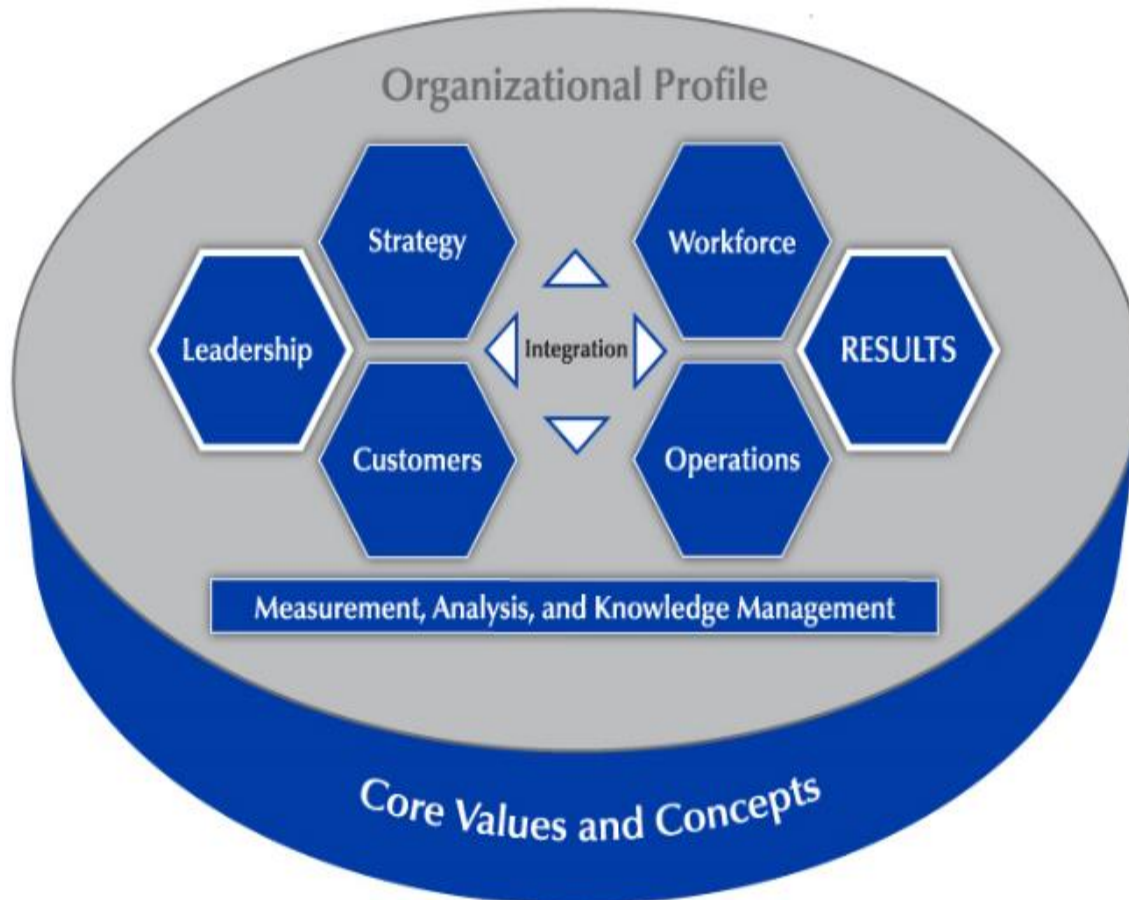 Organizational Profile
Strategy
Workforce
Leadership
Integration
RESULTS
Customers
Operations
Measurement, Analysis, and Knowledge Management
Core Values and Concepts